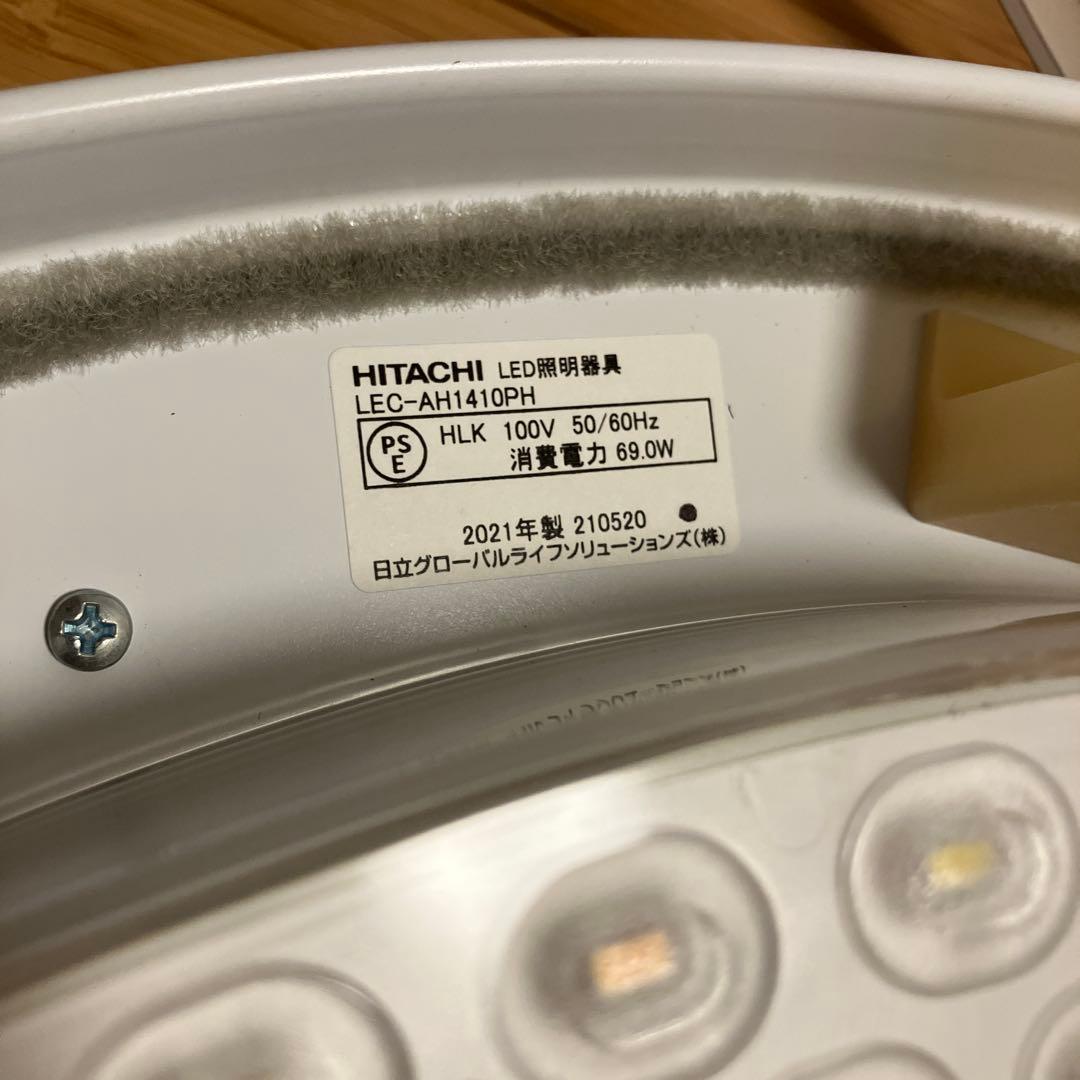 HITACHI LED照明器具
LEC-AH1410PH
PS
E
HLK 100V 50/60Hz
消費電力 69.0W
2021年製 210520
日立グローバルライフソリューションズ(株)